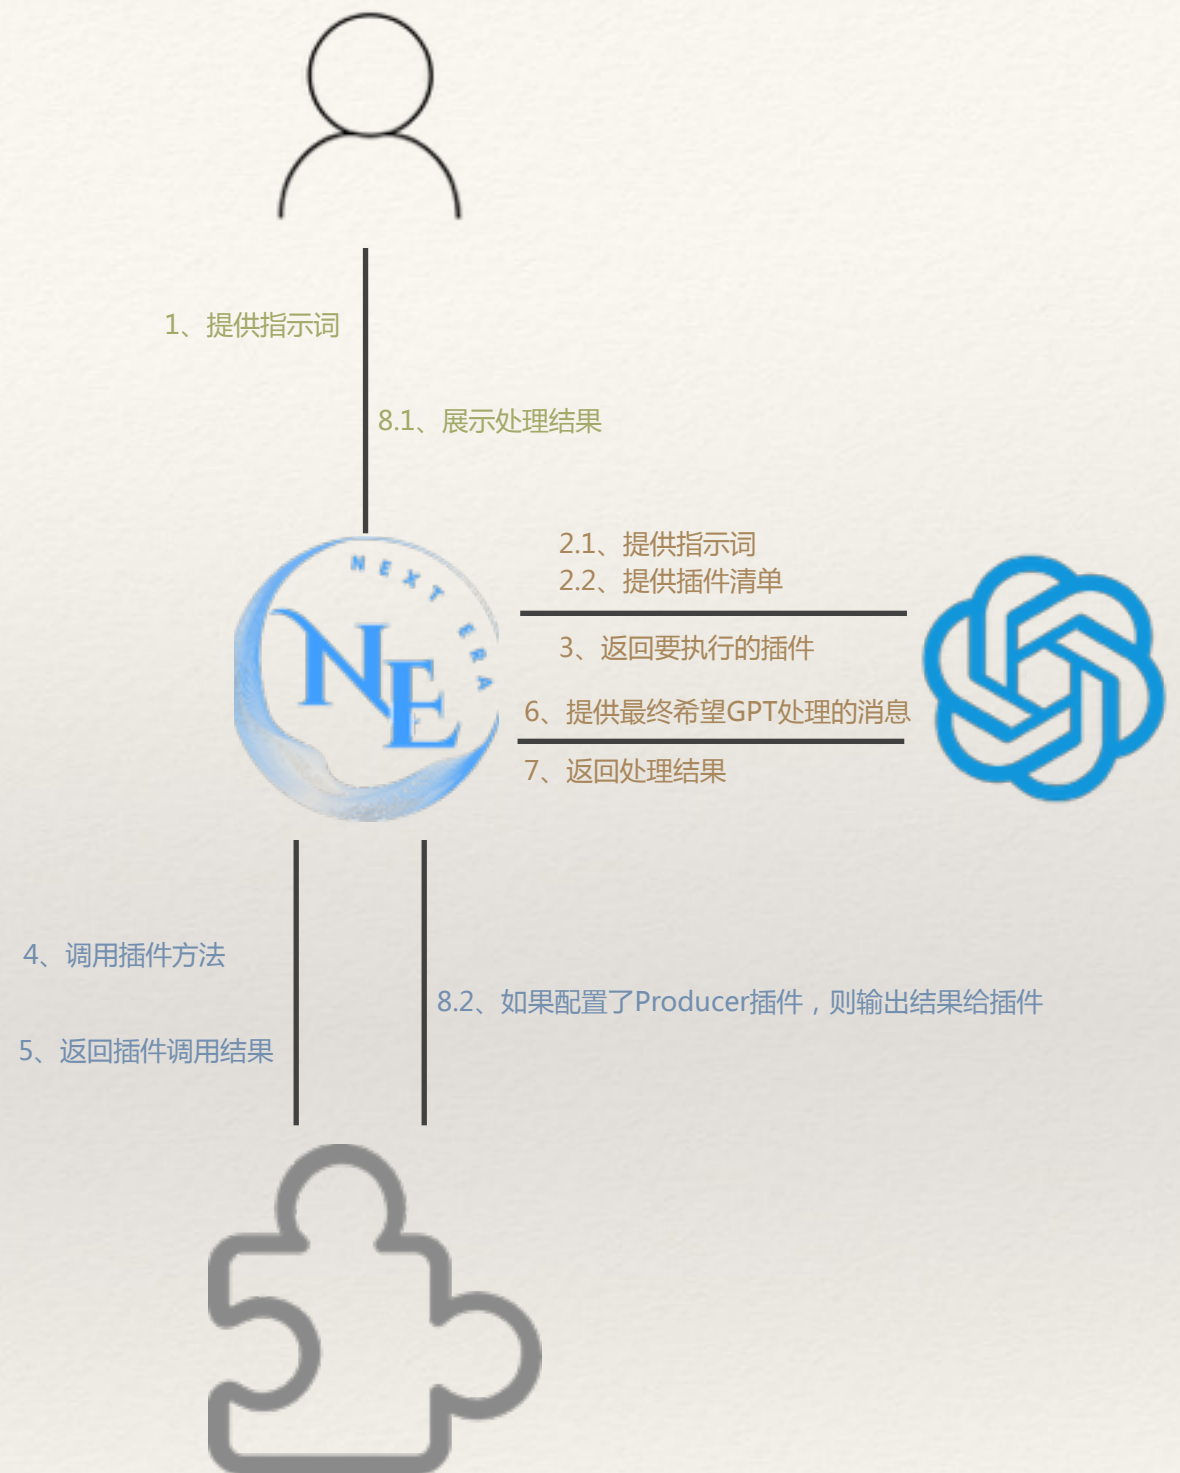 1、提供指示词
8.1、展示处理结果
NEXT ERA
NE
2.1、提供指示词
2.2、提供插件清单
3、返回要执行的插件
6、提供最终希望GPT处理的消息
7、返回处理结果
4、调用插件方法
8.2、如果配置了Producer插件，则输出结果给插件
5、返回插件调用结果